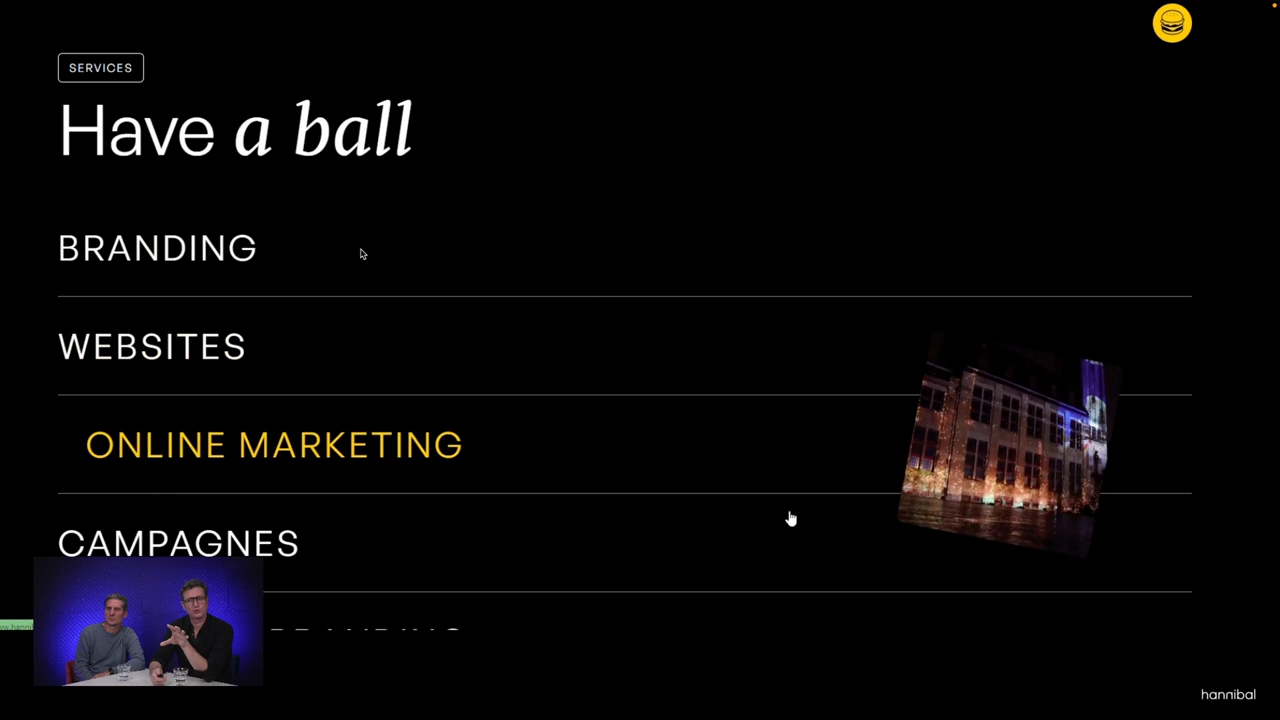 SERVICES
Have a ball
BRANDING
WEBSITES
ONLINE MARKETING
CAMPAGNES
hannibal